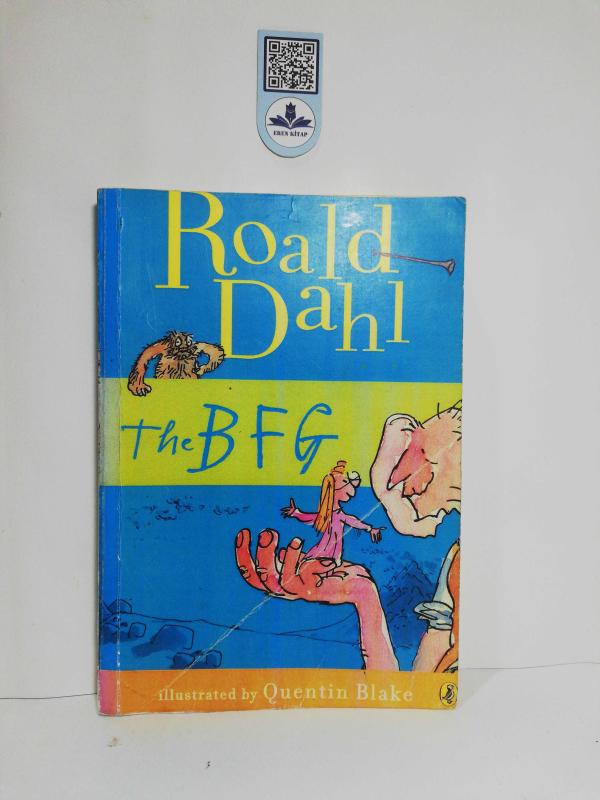 EREN KİTAP
Roald
Dahl
the BFG
illustrated by Quentin Blake